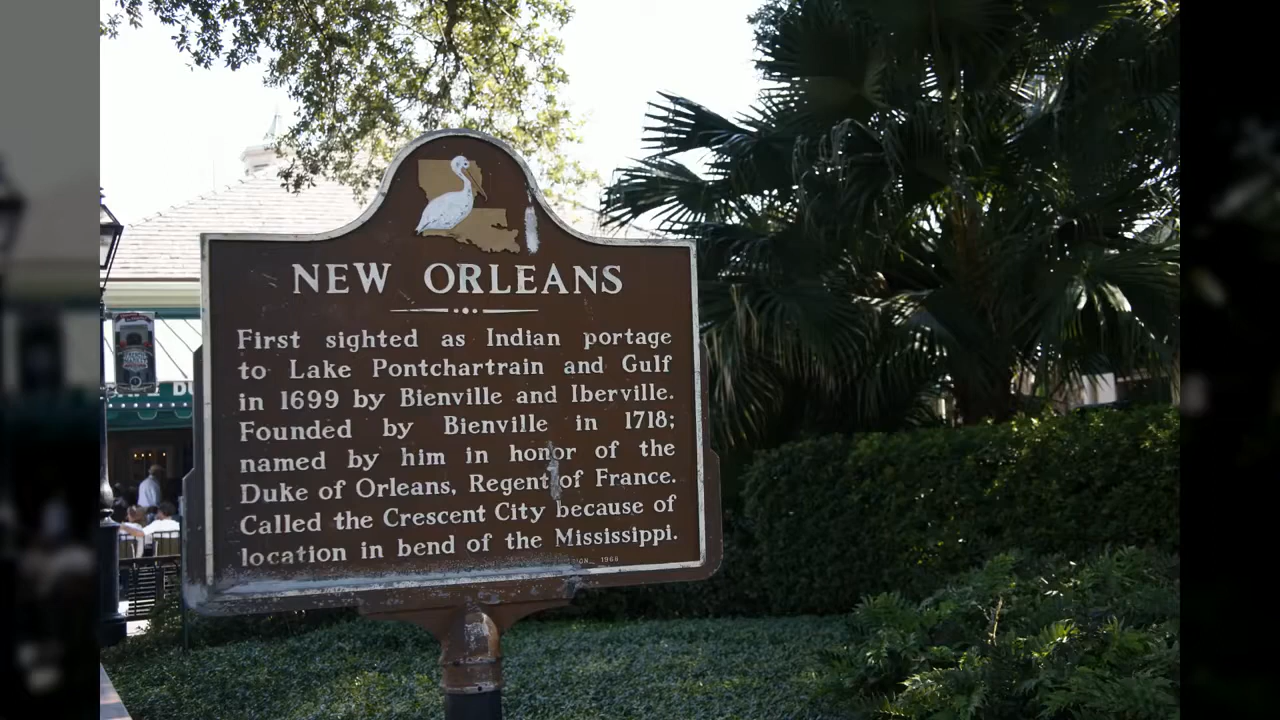 NEW ORLEANS
First sighted as Indian portage
to Lake Pontchartrain and Gulf
in 1699 by Bienville and Iberville.
Founded by Bienville in 1718;
named by him in honor of the
Duke of Orleans, Regent of France.
Called the Crescent City because of
location in bend of the Mississippi.
1968